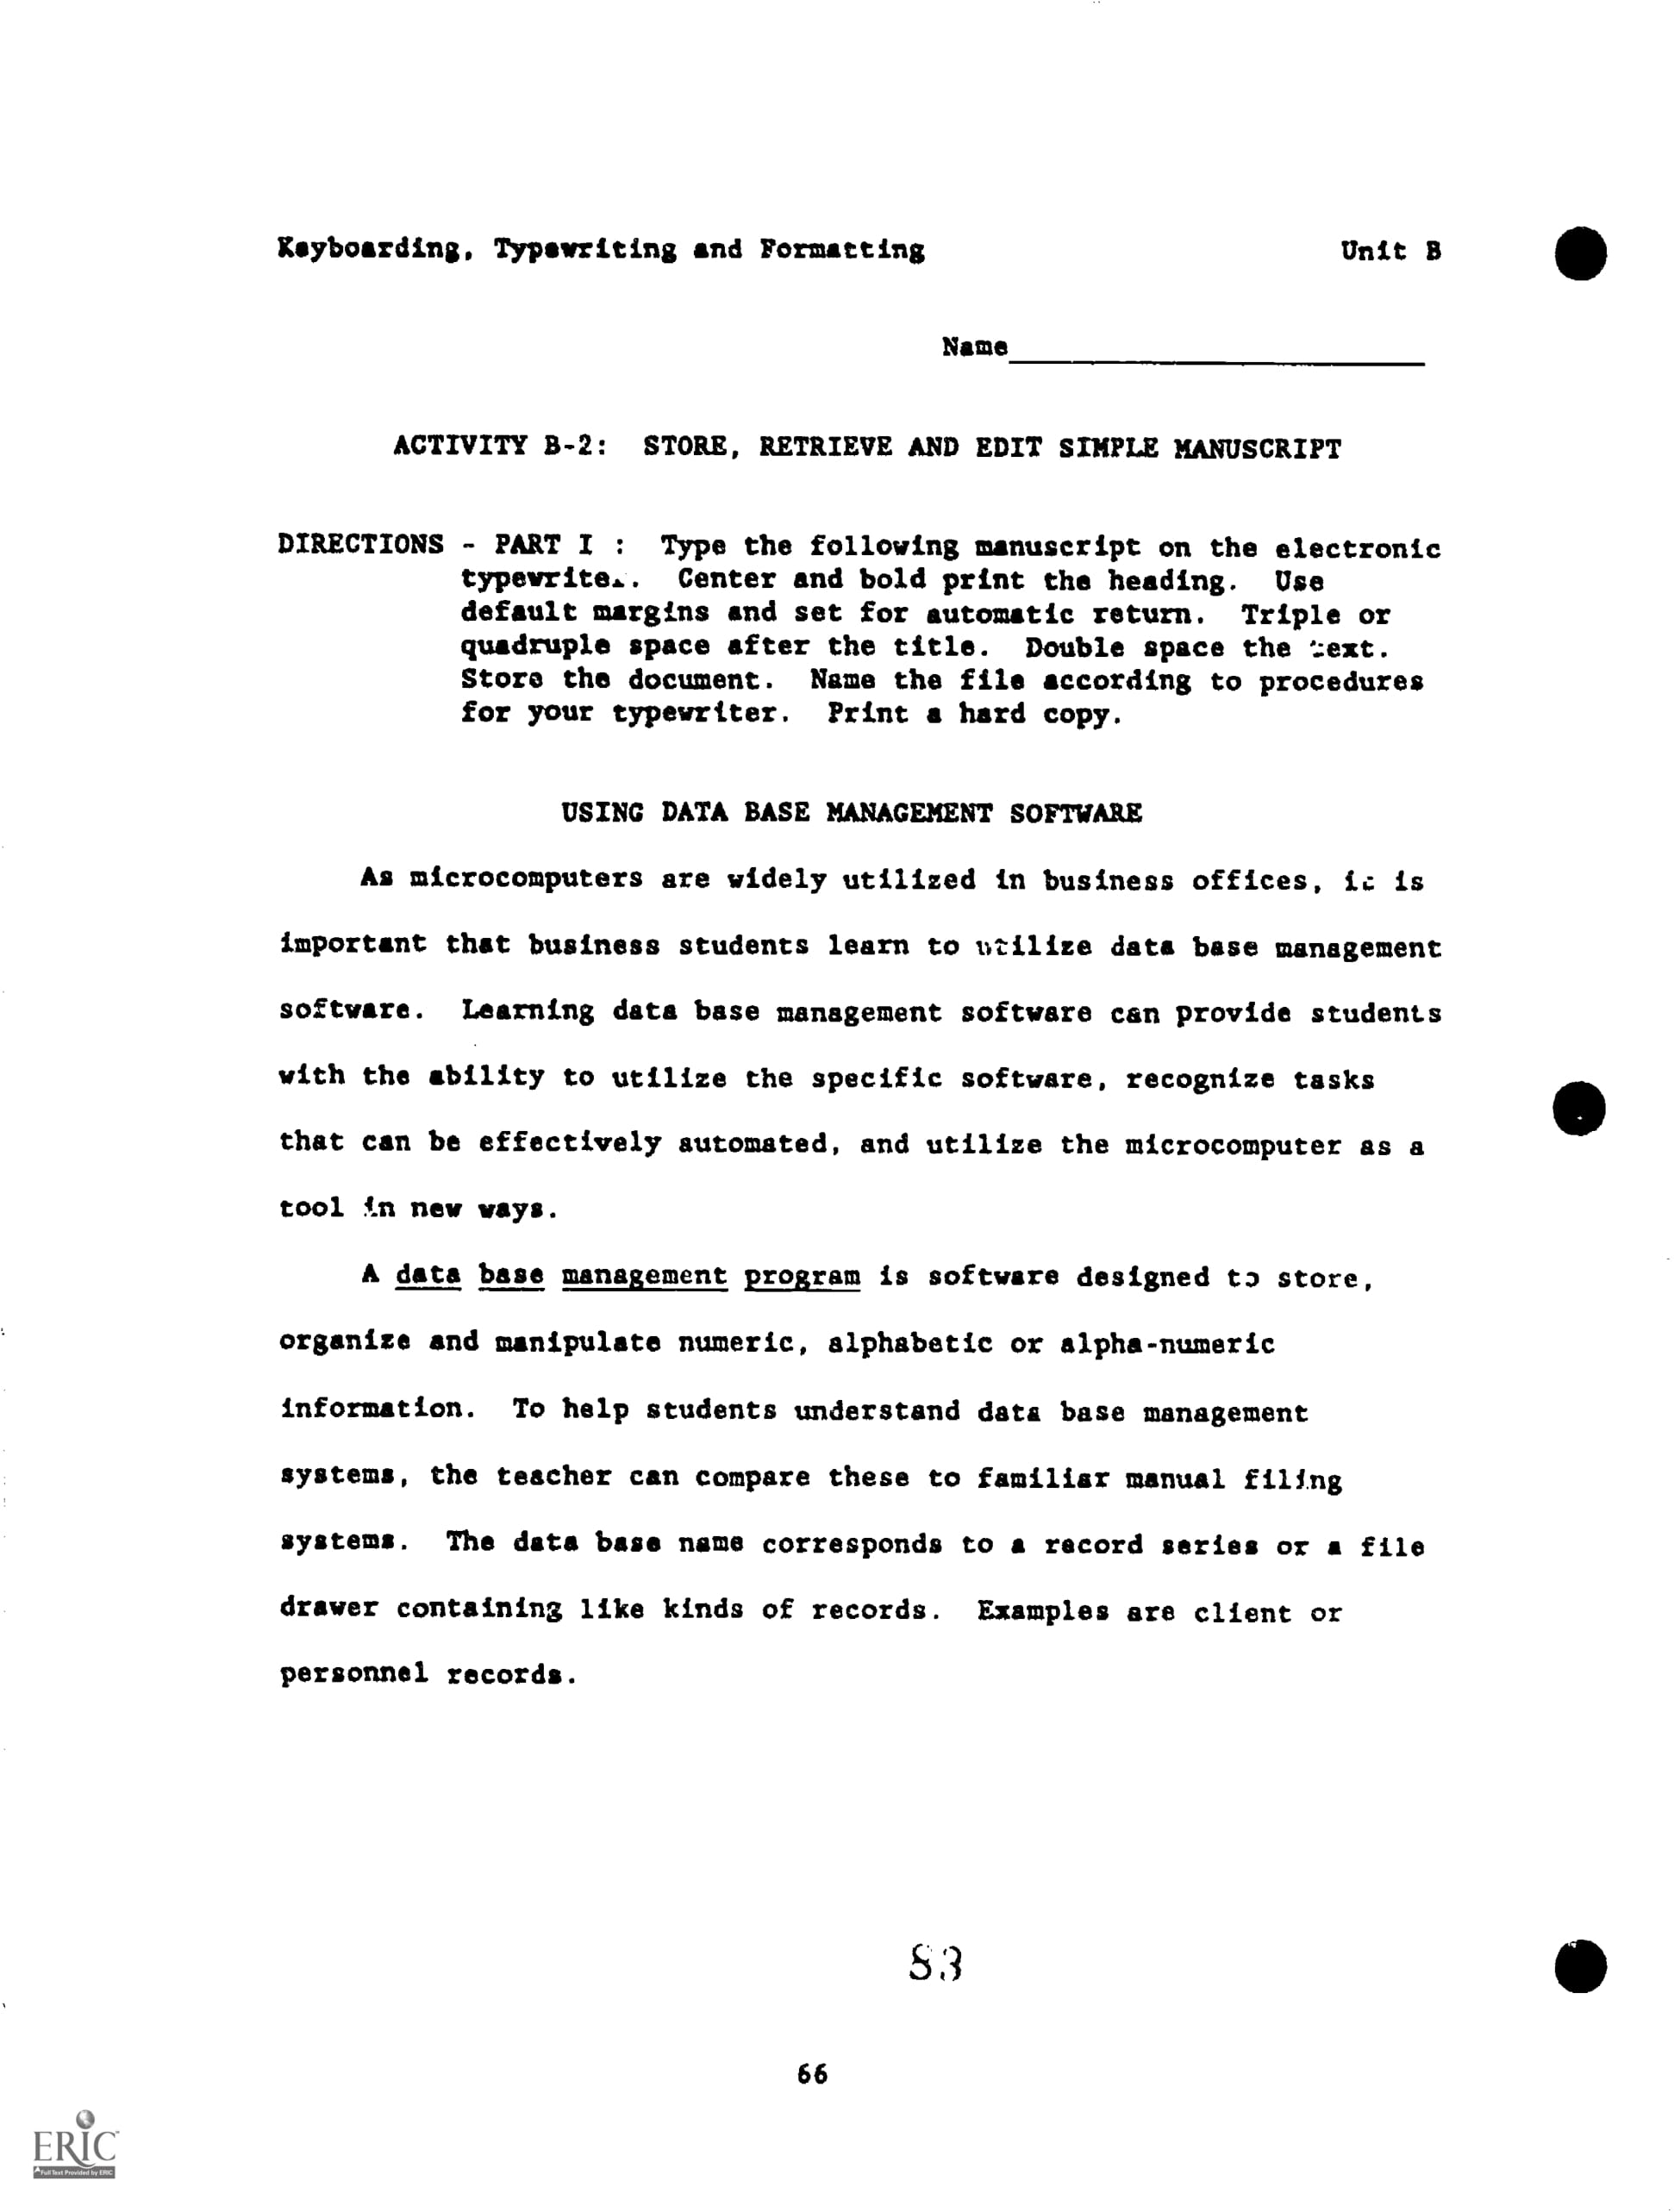 Keyboarding, Typewriting and Formatting Unit B
Name
ACTIVITY B-2: STORE, RETRIEVE AND EDIT SIMPLE MANUSCRIPT
DIRECTIONS - PART I : Type the following manuscript on the electronic
typewrite.. Center and bold print the heading. Use
default margins and set for automatic return. Triple or
quadruple space after the title. Double space the text.
Store the document. Name the file according to procedures
for your typewriter. Print a hard copy.
USING DATA BASE MANAGEMENT SOFTWARE
As microcomputers are widely utilized in business offices, it is
important that business students learn to utilize data base management
software. Learning data base management software can provide students
with the ability to utilize the specific software, recognize tasks
that can be effectively automated, and utilize the microcomputer as a
tool in new ways.
A data base management program is software designed to store,
organize and manipulate numeric, alphabetic or alpha-numeric
information. To help students understand data base management
systems, the teacher can compare these to familiar manual filing
systems. The data base name corresponds to a record series or a file
drawer containing like kinds of records. Examples are client or
personnel records.
83
66
ERIC
Full Text Provided by ERIC